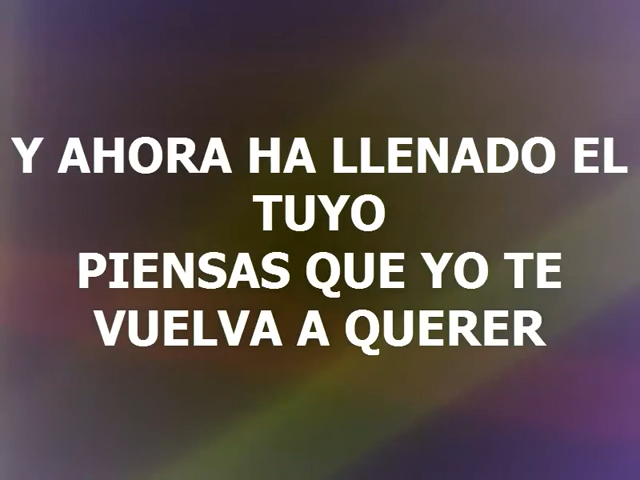 Y AHORA HA LLENADO EL
TUYO
PIENSAS QUE YO TE
VUELVA A QUERER